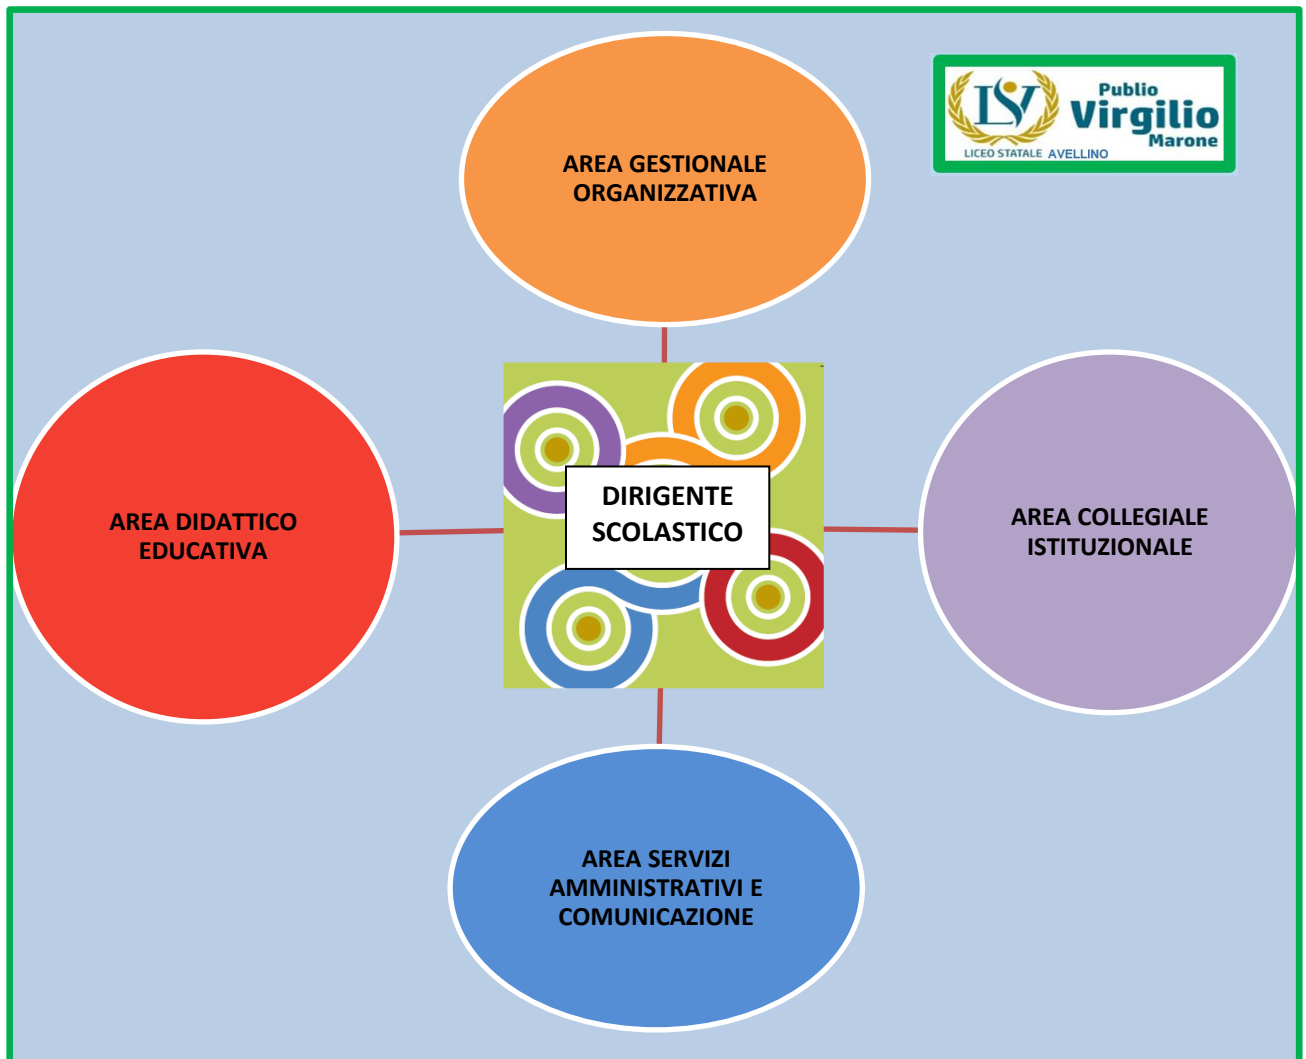 AREA GESTIONALE
ORGANIZZATIVA
LSV
Publio
Virgilio
Marone
LICEO STATALE AVELLINO
AREA DIDATTICO
EDUCATIVA
DIRIGENTE
SCOLASTICO
AREA COLLEGIALE
ISTITUZIONALE
AREA SERVIZI
AMMINISTRATIVI E
COMUNICAZIONE